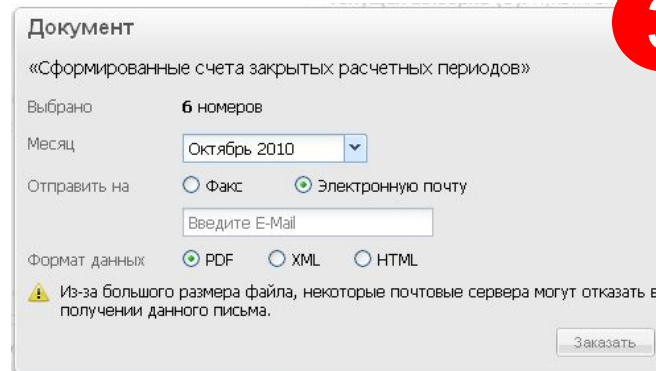 Документ
«Сформированные счета закрытых расчетных периодов»
Выбрано 6 номеров
Месяц Октябрь 2010
Отправить на Факс Электронную почту
Введите E-Mail
Формат данных PDF XML HTML
Из-за большого размера файла, некоторые почтовые сервера могут отказать в
получении данного письма.
Заказать